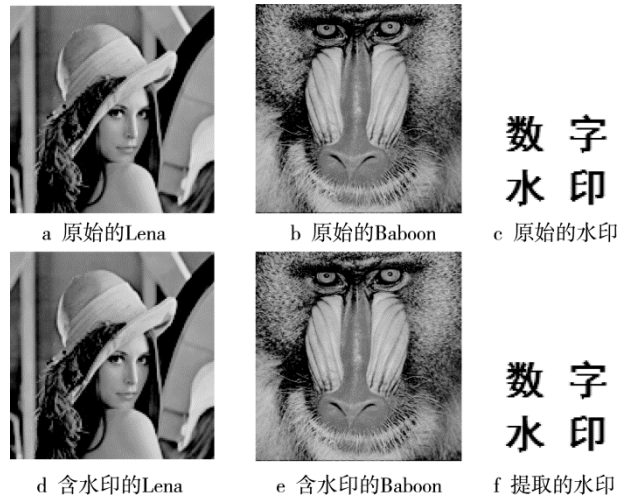 数 字
水 印
a 原始的Lena
b 原始的Baboon
c 原始的水印
数 字
水 印
d 含水印的Lena
e 含水印的Baboon
f 提取的水印